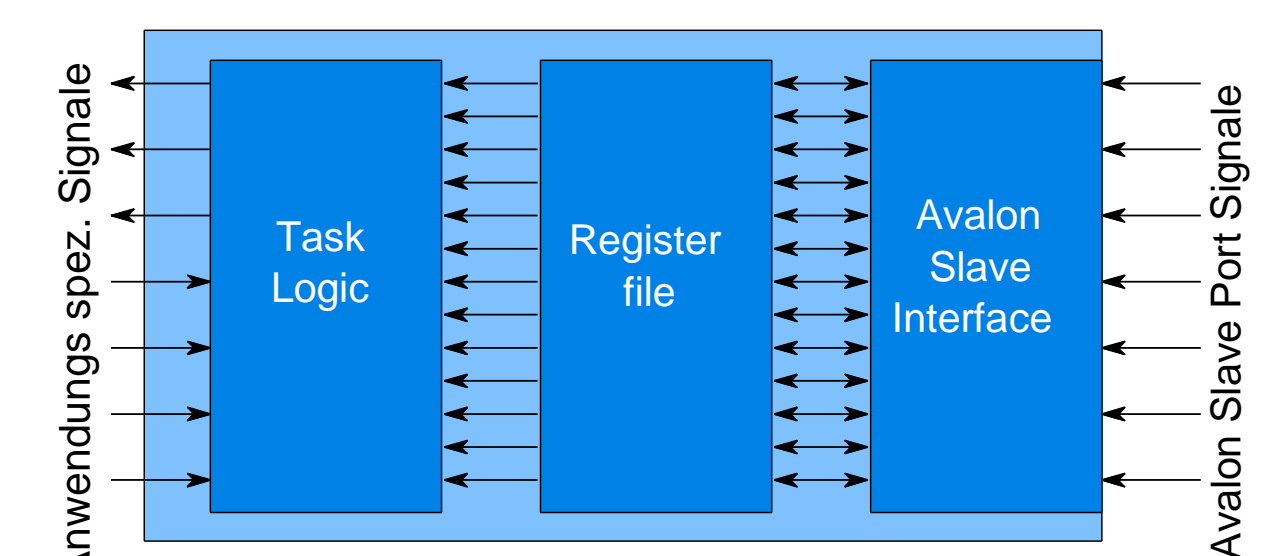 Anwendungs spez. Signale
Task
Logic
Register
file
Avalon
Slave
Interface
Avalon Slave Port Signale